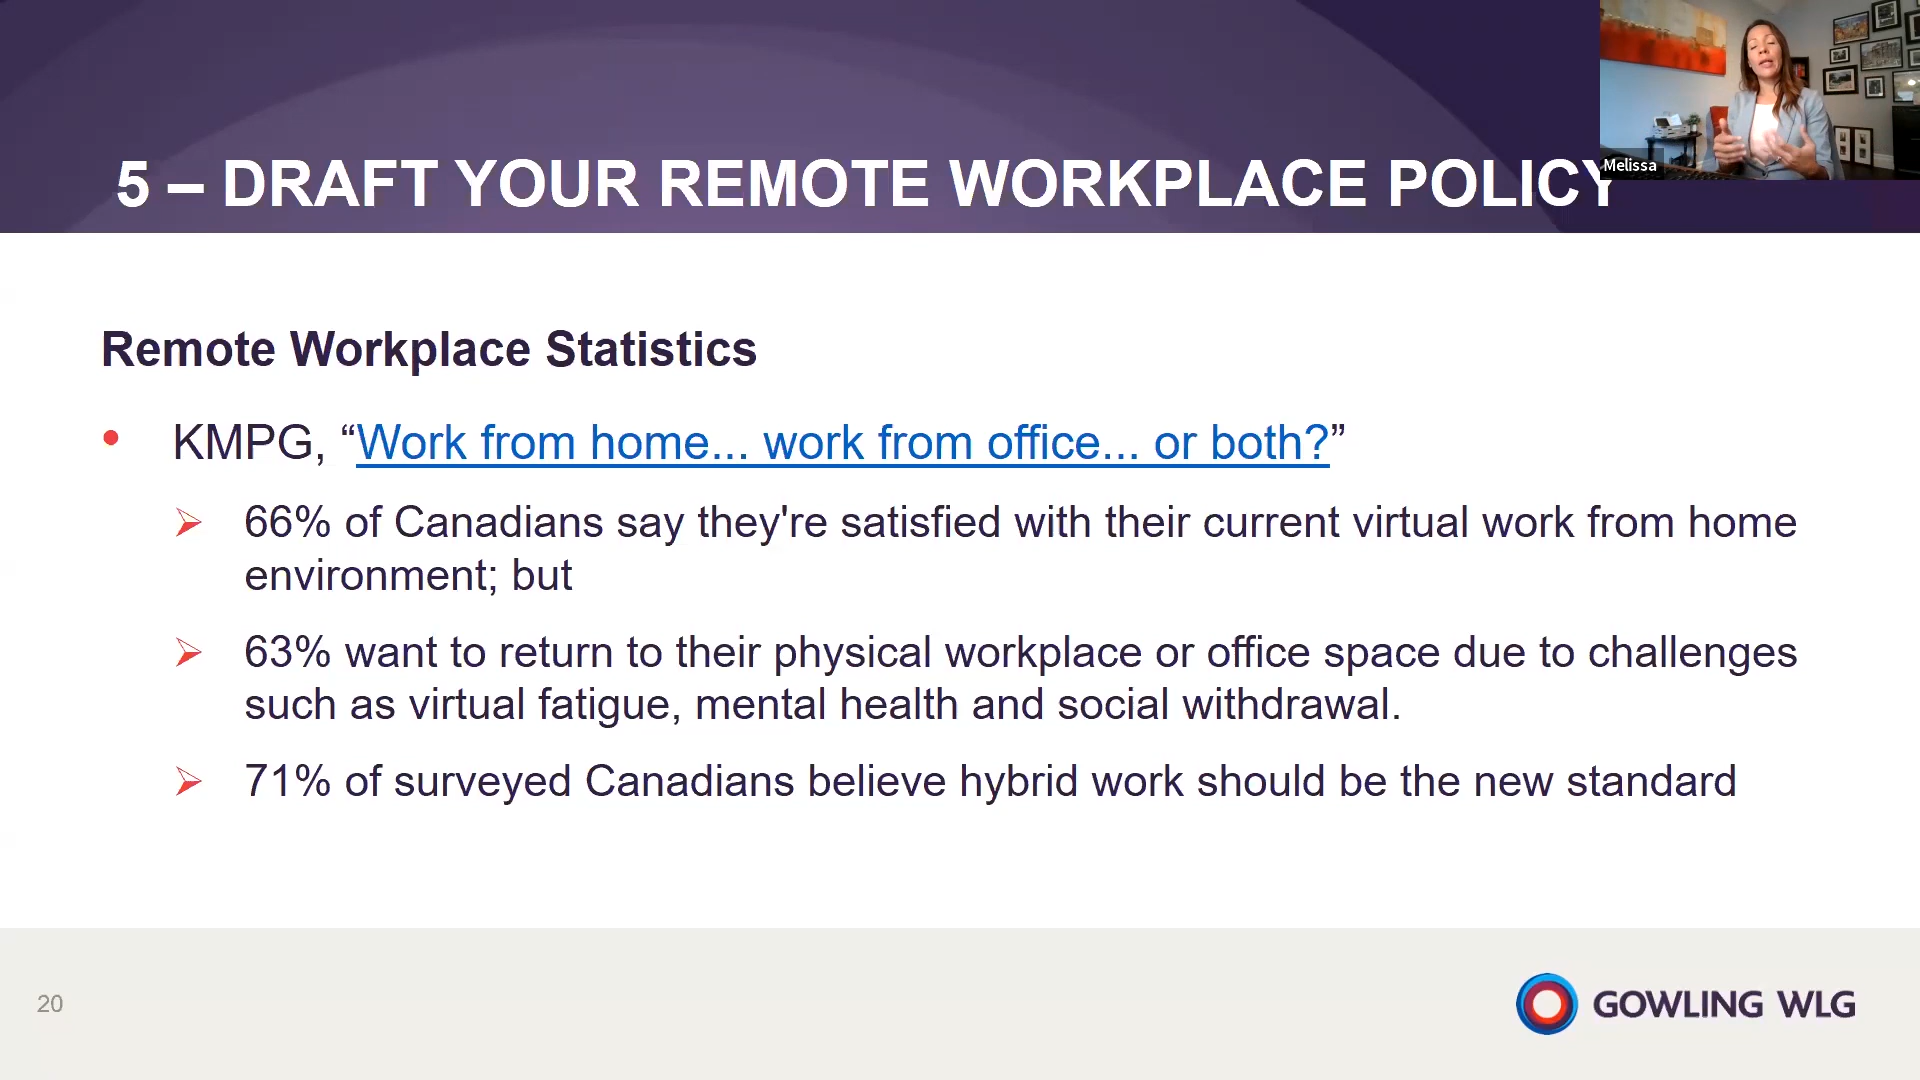 Melissa
5 – DRAFT YOUR REMOTE WORKPLACE POLICY
Remote Workplace Statistics
• KMPG, “Work from home... work from office... or both?”
➢ 66% of Canadians say they're satisfied with their current virtual work from home
environment; but
➢ 63% want to return to their physical workplace or office space due to challenges
such as virtual fatigue, mental health and social withdrawal.
➢ 71% of surveyed Canadians believe hybrid work should be the new standard
20
GOWLING WLG